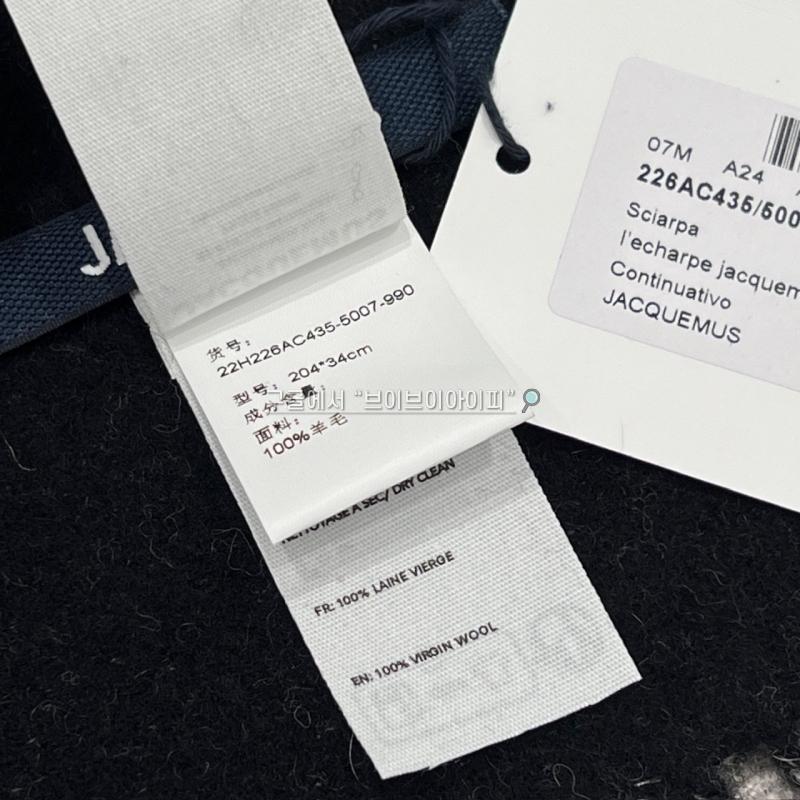 07M A24
226AC435/500
Sciarpa
l'echarpe jacquem
Continuativo
JACQUEMUS
货号:
22H226AC435-5007-990
型号: 204*34cm
成分含量:
面料:
100%羊毛
구글에서 “브이브이아이피”
NETTOYAGE A SEC/ DRY CLEAN
FR: 100% LAINE VIERGE
EN: 100% VIRGIN WOOL